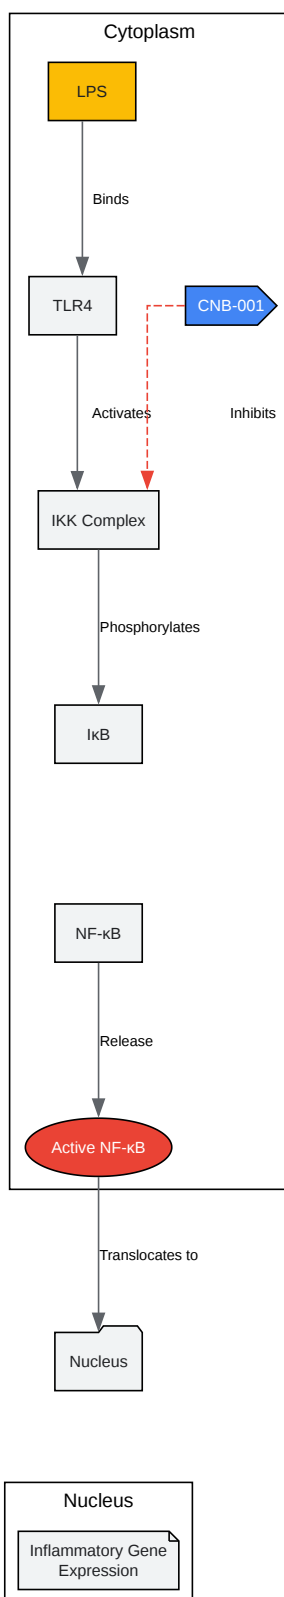 Cytoplasm
LPS
Binds
TLR4
CNB-001
Activates
Inhibits
IKK Complex
Phosphorylates
IκB
NF-κB
Release
Active NF-κB
Translocates to
Nucleus
Nucleus
Inflammatory Gene
Expression